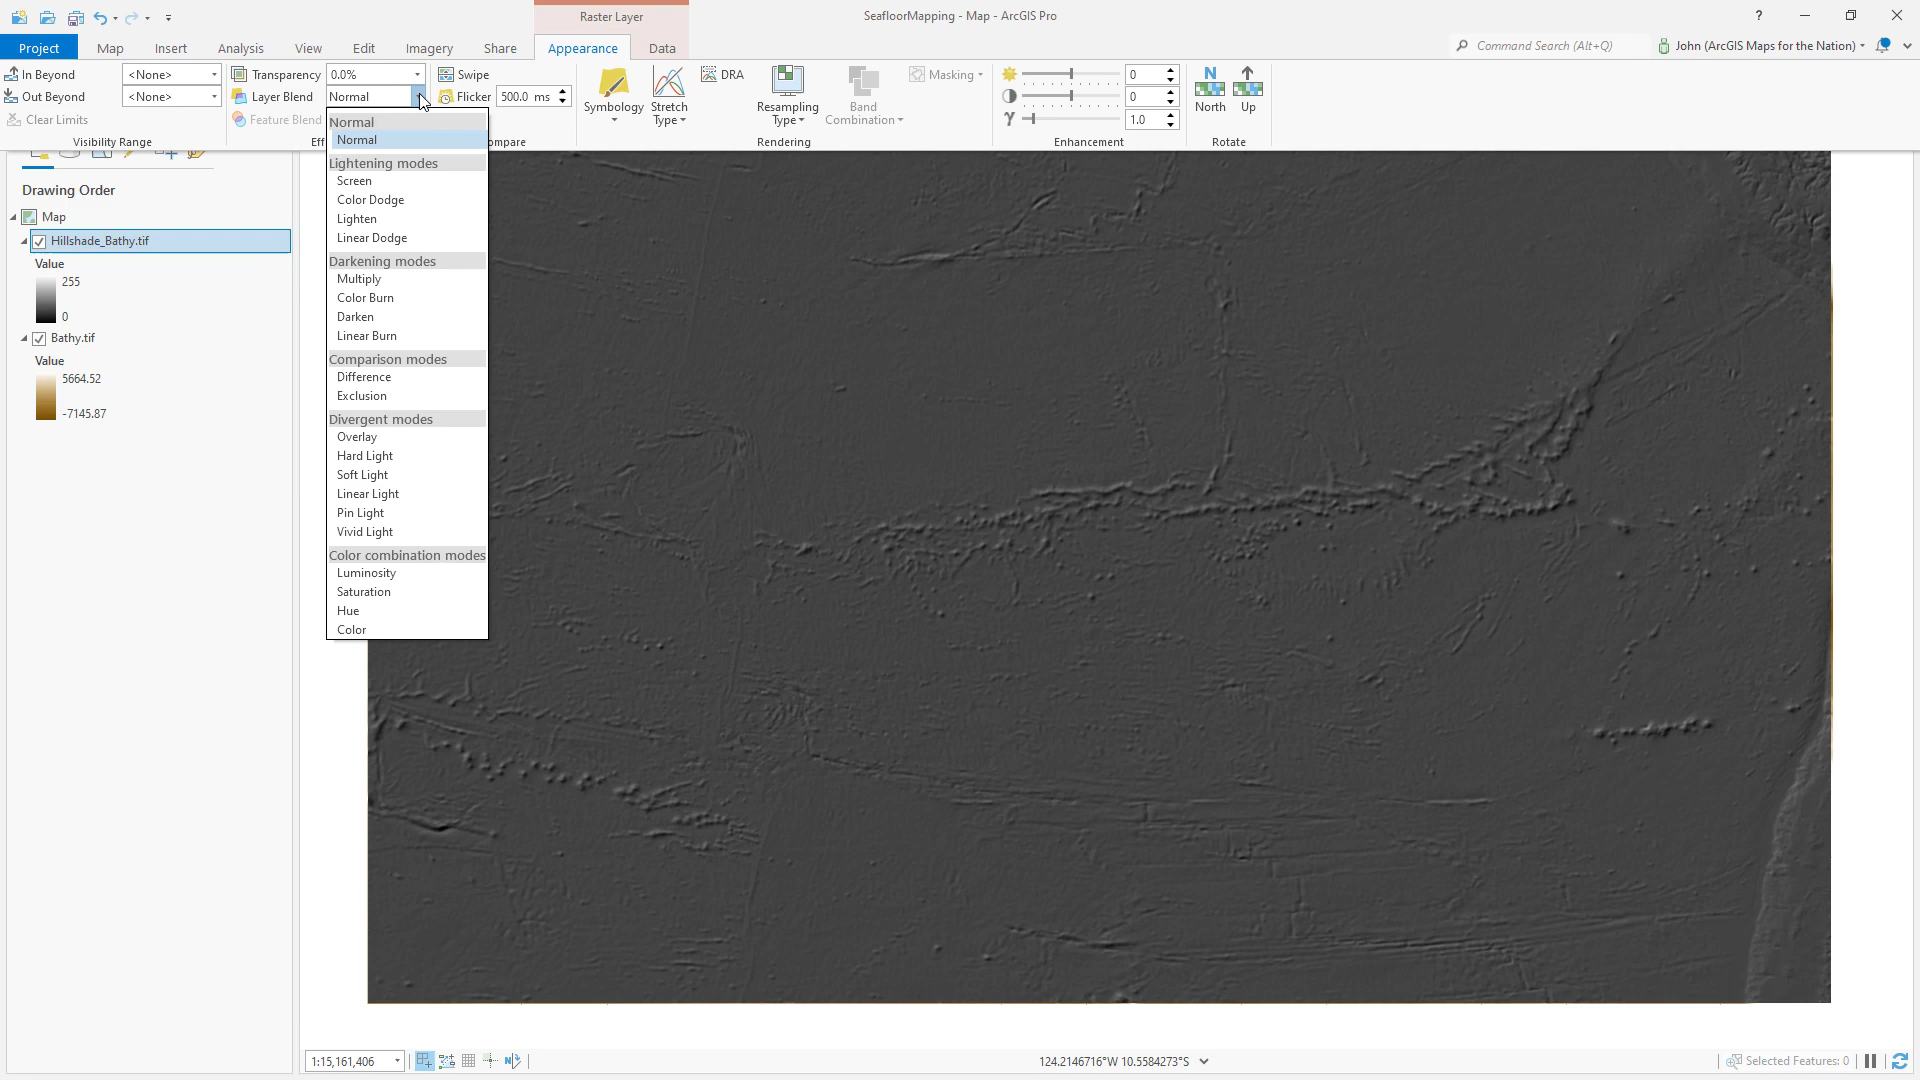 Raster Layer
SeafloorMapping - Map - ArcGIS Pro
?
Project Map Insert Analysis View Edit Imagery Share Appearance Data
Command Search (Alt+Q)
John (ArcGIS Maps for the Nation)
In Beyond <None>
Out Beyond <None>
Clear Limits
Visibility Range
Transparency 0.0%
Layer Blend Normal
Feature Blend
Eff
Swipe
Flicker 500.0 ms
ompare
Symbology
Stretch
Type
DRA
Resampling
Type
Band
Combination
Masking
Rendering
0
0
γ 1.0
Enhancement
N
North
Up
Rotate
Normal
Normal
Lightening modes
Screen
Color Dodge
Lighten
Linear Dodge
Darkening modes
Multiply
Color Burn
Darken
Linear Burn
Comparison modes
Difference
Exclusion
Divergent modes
Overlay
Hard Light
Soft Light
Linear Light
Pin Light
Vivid Light
Color combination modes
Luminosity
Saturation
Hue
Color
Drawing Order
Map
Hillshade_Bathy.tif
Value
255
0
Bathy.tif
Value
5664.52
-7145.87
1:15,161,406
124.2146716°W 10.5584273°S
Selected Features: 0